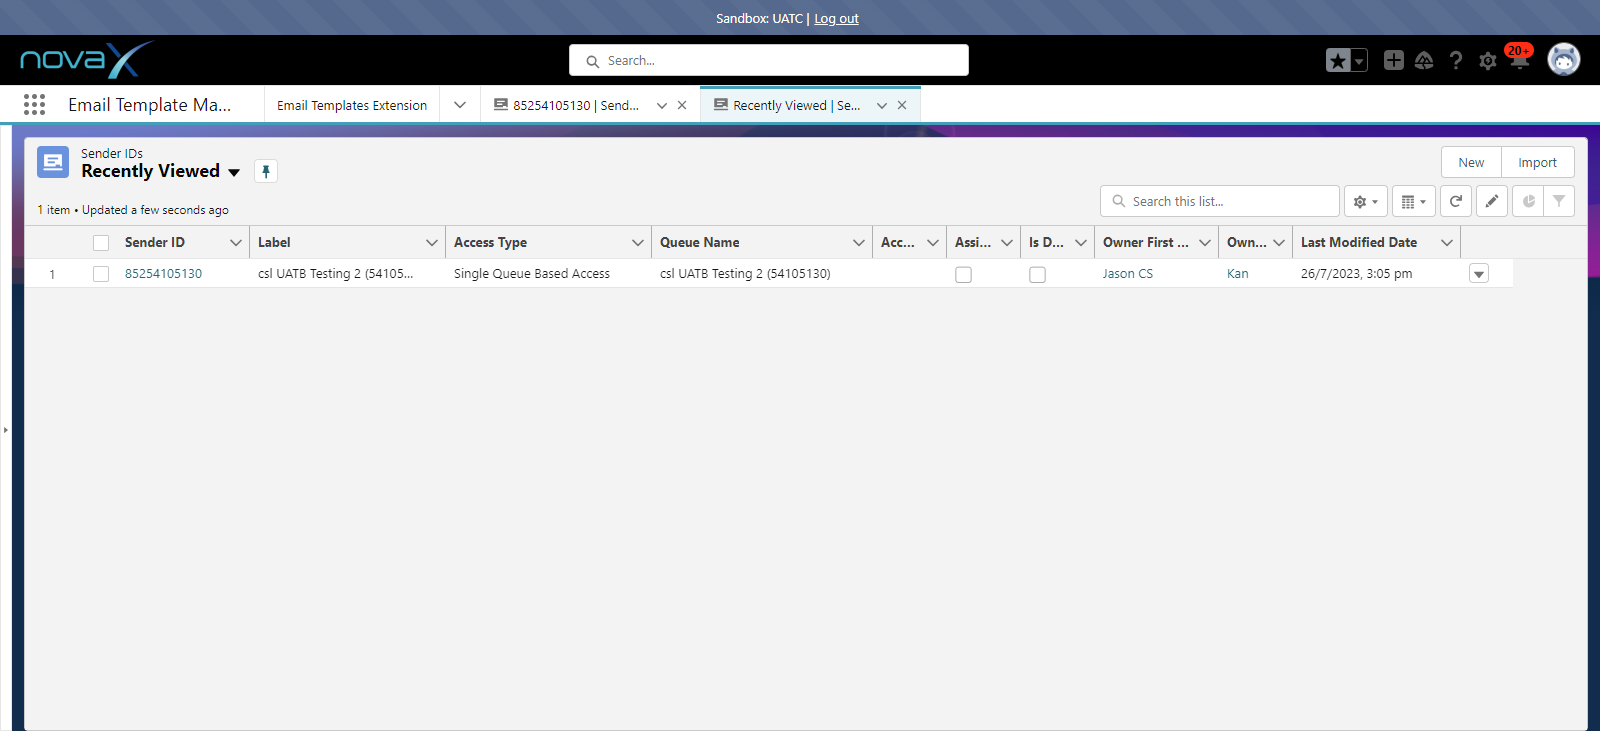 Sandbox: UATC | Log out
novaX
Search...
20+
Email Template Ma...
Email Templates Extension
85254105130 | Send...
Recently Viewed | Se...
Sender IDs
Recently Viewed
New
Import
1 item • Updated a few seconds ago
Search this list...
Sender ID Label Access Type Queue Name Acc... Assi... Is D... Owner First ... Own... Last Modified Date
1 85254105130 csl UATB Testing 2 (54105... Single Queue Based Access csl UATB Testing 2 (54105130) Jason CS Kan 26/7/2023, 3:05 pm